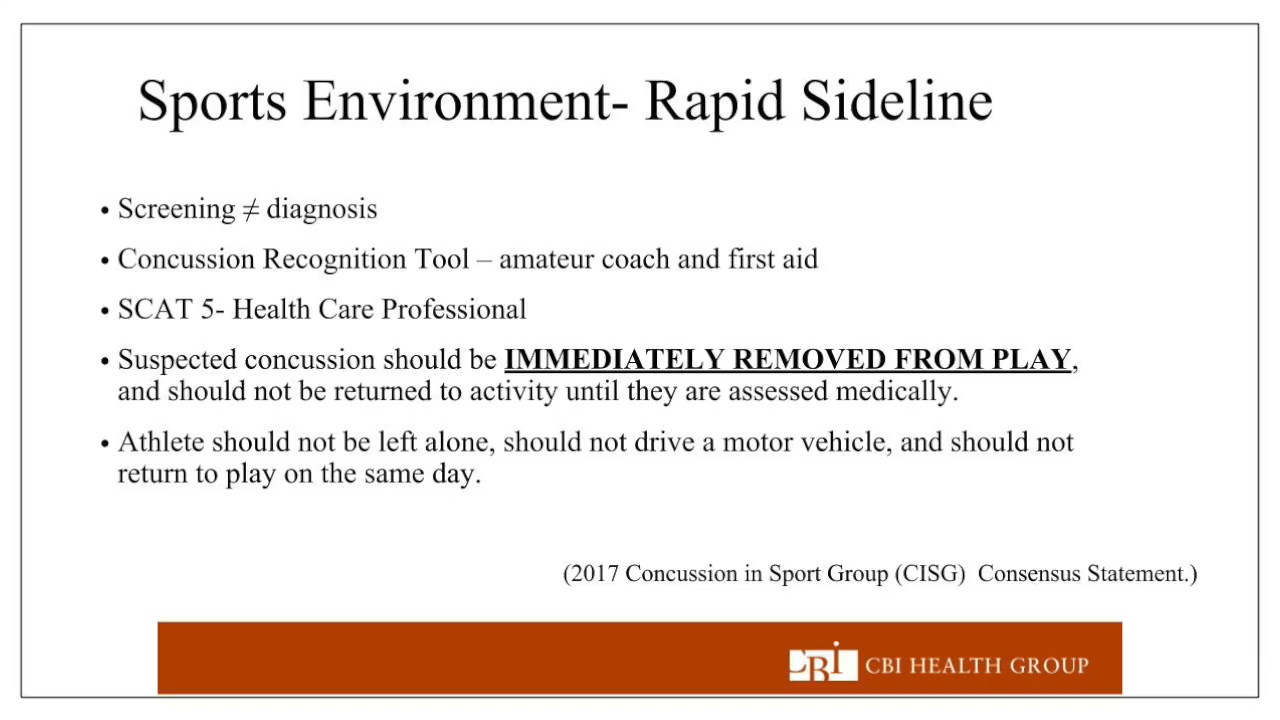 Sports Environment- Rapid Sideline
• Screening ≠ diagnosis
• Concussion Recognition Tool – amateur coach and first aid
• SCAT 5- Health Care Professional
• Suspected concussion should be IMMEDIATELY REMOVED FROM PLAY,
and should not be returned to activity until they are assessed medically.
• Athlete should not be left alone, should not drive a motor vehicle, and should not
return to play on the same day.
(2017 Concussion in Sport Group (CISG) Consensus Statement.)
CBI CBI HEALTH GROUP